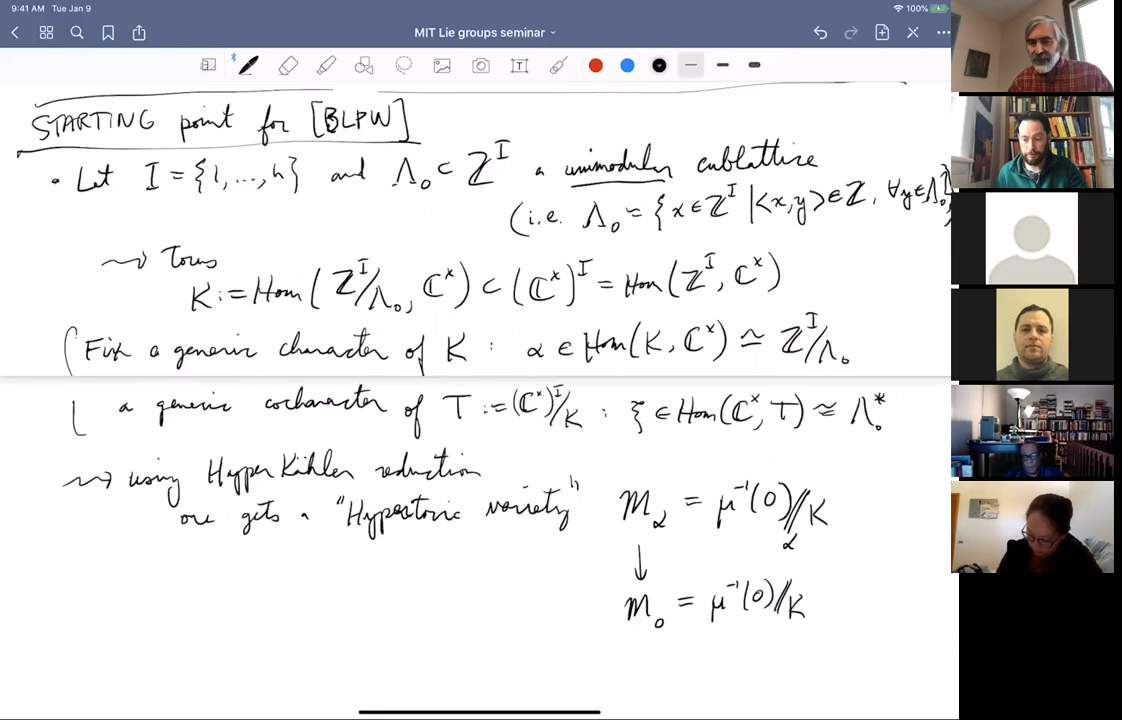 9:41 AM Tue Jan 9
100%
MIT Lie groups seminar
STARTING point for [BLPW]
• Let I = {1, ..., n} and Λ₀ ⊂ ℤ^I a unimodular sublattice
(i.e. Λ₀ = {x ∈ ℤ^I | <x,y> ∈ ℤ, ∀y ∈ Λ₀}
⇝ Torus
K := Hom(ℤ^I/Λ₀, ℂ^×) ⊂ (ℂ^×)^I = Hom(ℤ^I, ℂ^×)
Fix a generic character of K : α ∈ Hom(K, ℂ^×) ≃ ℤ^I/Λ₀
a generic cocharacter of T := (ℂ^×)^I/K : ξ ∈ Hom(ℂ^×, T) ≃ Λ₀^*
⇝ using HyperKähler reduction
one gets a "Hypertoric variety" M_α = μ⁻¹(0)//_α K
↓
M₀ = μ⁻¹(0)//K